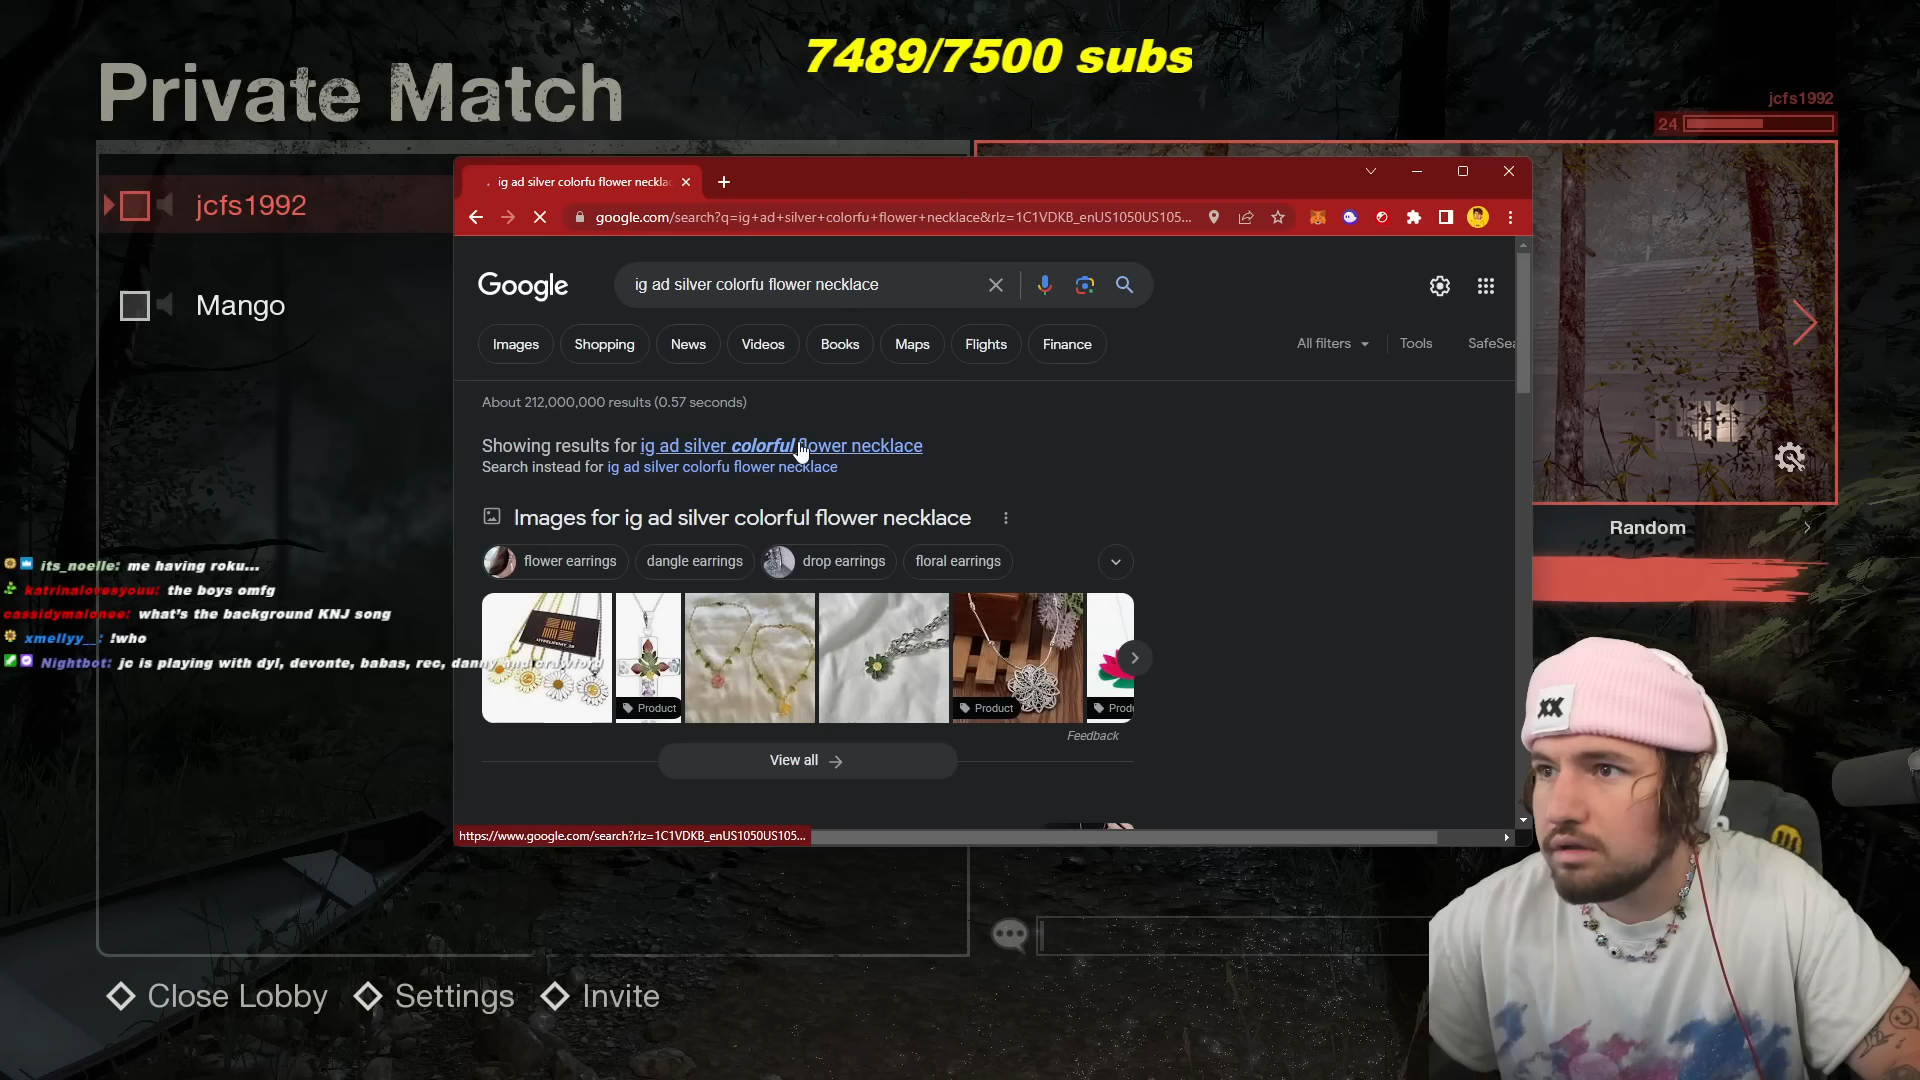 7489/7500 subs
Private Match
jcfs1992
24
jcfs1992
Mango
ig ad silver colorfu flower neckla
google.com/search?q=ig+ad+silver+colorfu+flower+necklace&rlz=1C1VDKB_enUS1050US105...
Google
ig ad silver colorfu flower necklace
Images
Shopping
News
Videos
Books
Maps
Flights
Finance
All filters
Tools
SafeSea
About 212,000,000 results (0.57 seconds)
Showing results for ig ad silver colorful flower necklace
Search instead for ig ad silver colorfu flower necklace
Images for ig ad silver colorful flower necklace
flower earrings
dangle earrings
drop earrings
floral earrings
Product
Product
Produ
Feedback
View all
https://www.google.com/search?rlz=1C1VDKB_enUS1050US105...
Random
its_noelle: me having roku...
katrinalovesyouu: the boys omfg
cassidymalonee: what's the background KNJ song
xmellyy__: !who
Nightbot: jc is playing with dyl, devonte, babas, rec, danny and crawford
Close Lobby
Settings
Invite